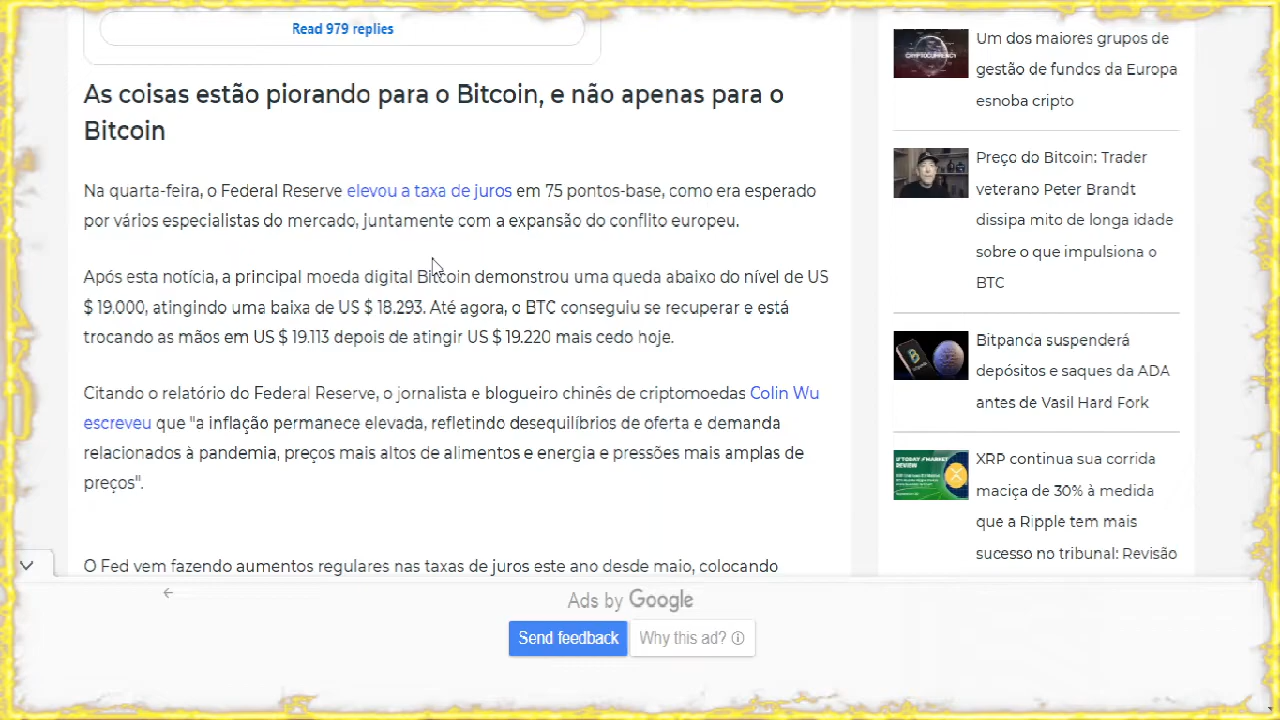 Read 979 replies
As coisas estão piorando para o Bitcoin, e não apenas para o
Bitcoin
Na quarta-feira, o Federal Reserve elevou a taxa de juros em 75 pontos-base, como era esperado
por vários especialistas do mercado, juntamente com a expansão do conflito europeu.
Após esta notícia, a principal moeda digital Bitcoin demonstrou uma queda abaixo do nível de US
$ 19.000, atingindo uma baixa de US $ 18.293. Até agora, o BTC conseguiu se recuperar e está
trocando as mãos em US $ 19.113 depois de atingir US $ 19.220 mais cedo hoje.
Citando o relatório do Federal Reserve, o jornalista e blogueiro chinês de criptomoedas Colin Wu
escreveu que "a inflação permanece elevada, refletindo desequilíbrios de oferta e demanda
relacionados à pandemia, preços mais altos de alimentos e energia e pressões mais amplas de
preços".
O Fed vem fazendo aumentos regulares nas taxas de juros este ano desde maio, colocando
Um dos maiores grupos de
gestão de fundos da Europa
esnoba cripto
Preço do Bitcoin: Trader
veterano Peter Brandt
dissipa mito de longa idade
sobre o que impulsiona o
BTC
Bitpanda suspenderá
depósitos e saques da ADA
antes de Vasil Hard Fork
XRP continua sua corrida
maciça de 30% à medida
que a Ripple tem mais
sucesso no tribunal: Revisão
Ads by Google
Send feedback
Why this ad?